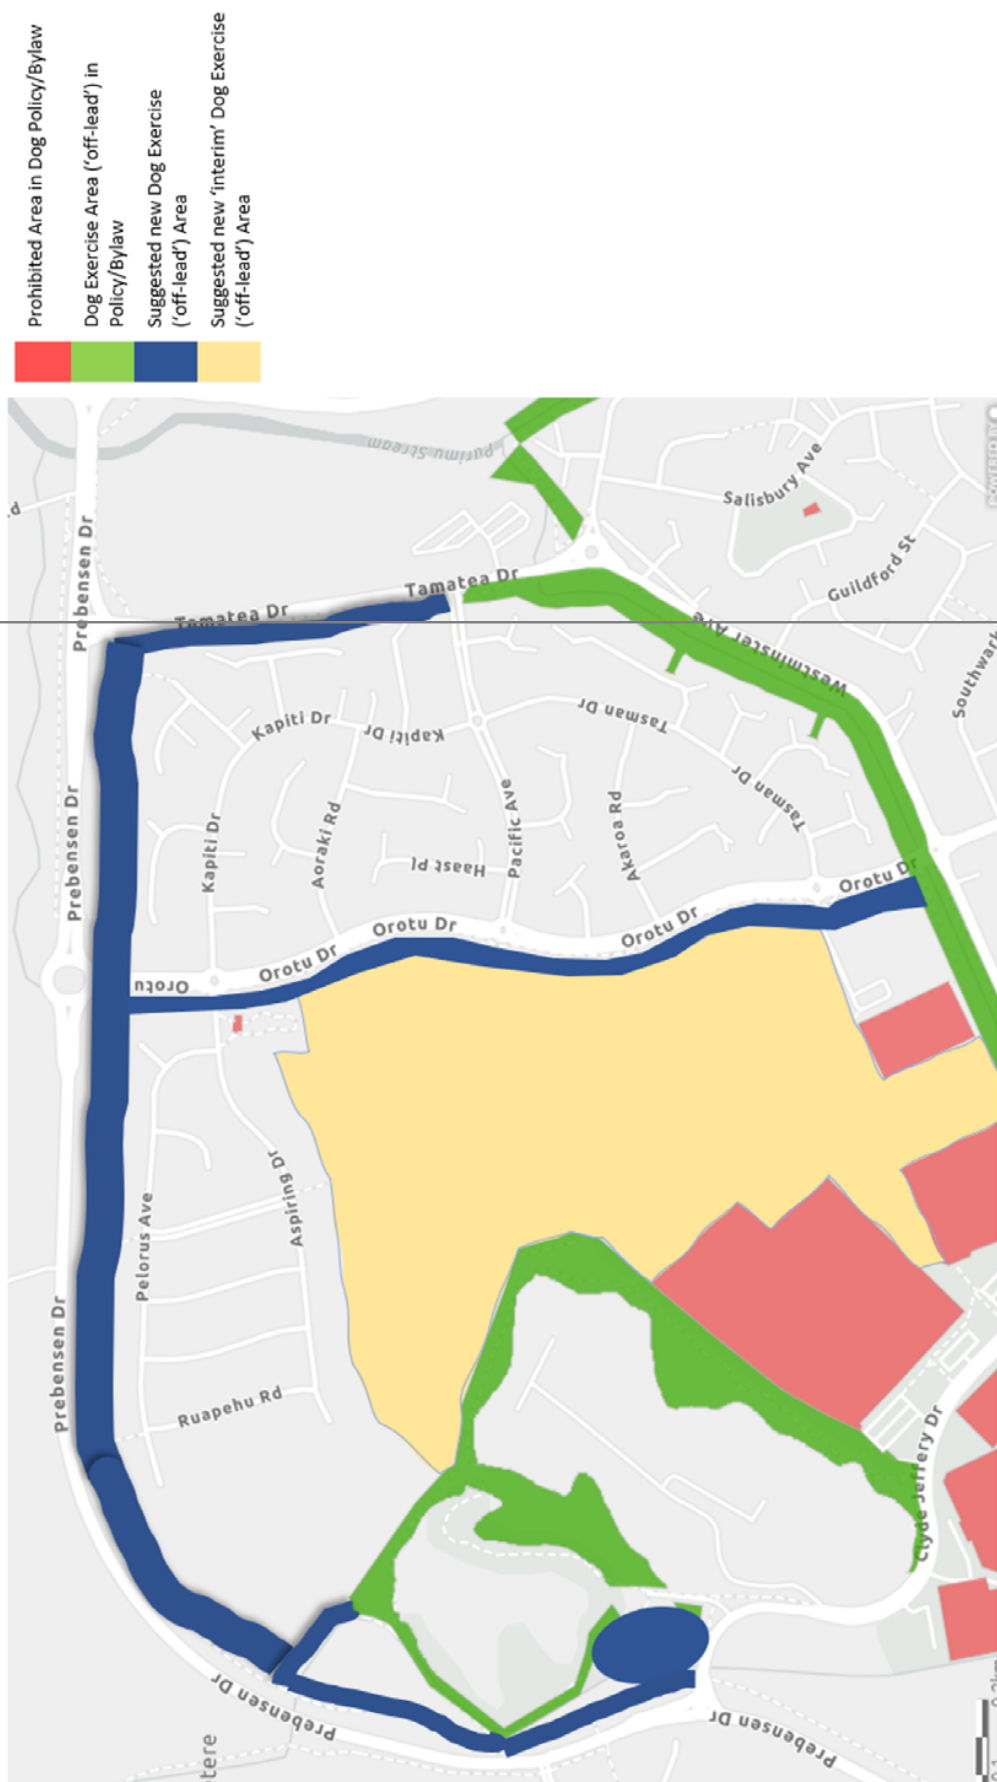 Prohibited Area in Dog Policy/Bylaw
Dog Exercise Area ('off-lead') in
Policy/Bylaw
Suggested new Dog Exercise
('off-lead') Area
Suggested new 'interim' Dog Exercise
('off-lead') Area
Prebensen Dr
Purimu Stream
Salisbury Ave
POWERED BY
Tamatea Dr
Tamatea Dr
Guildford St
Westminster Ave
Southwark
Prebensen Dr
Kapiti Dr
Kapiti Dr
Tasman Dr
Tasman Dr
Kapiti Dr
Aoraki Rd
Haast Pl
Pacific Ave
Akaroa Rd
Orotu Dr
Orotu Dr
Orotu Dr
Orotu Dr
Orotu
Pelorus Ave
Aspiring Dr
Prebensen Dr
Ruapehu Rd
Clyde Jeffery Dr
Prebensen Dr
Prebensen Dr
tere